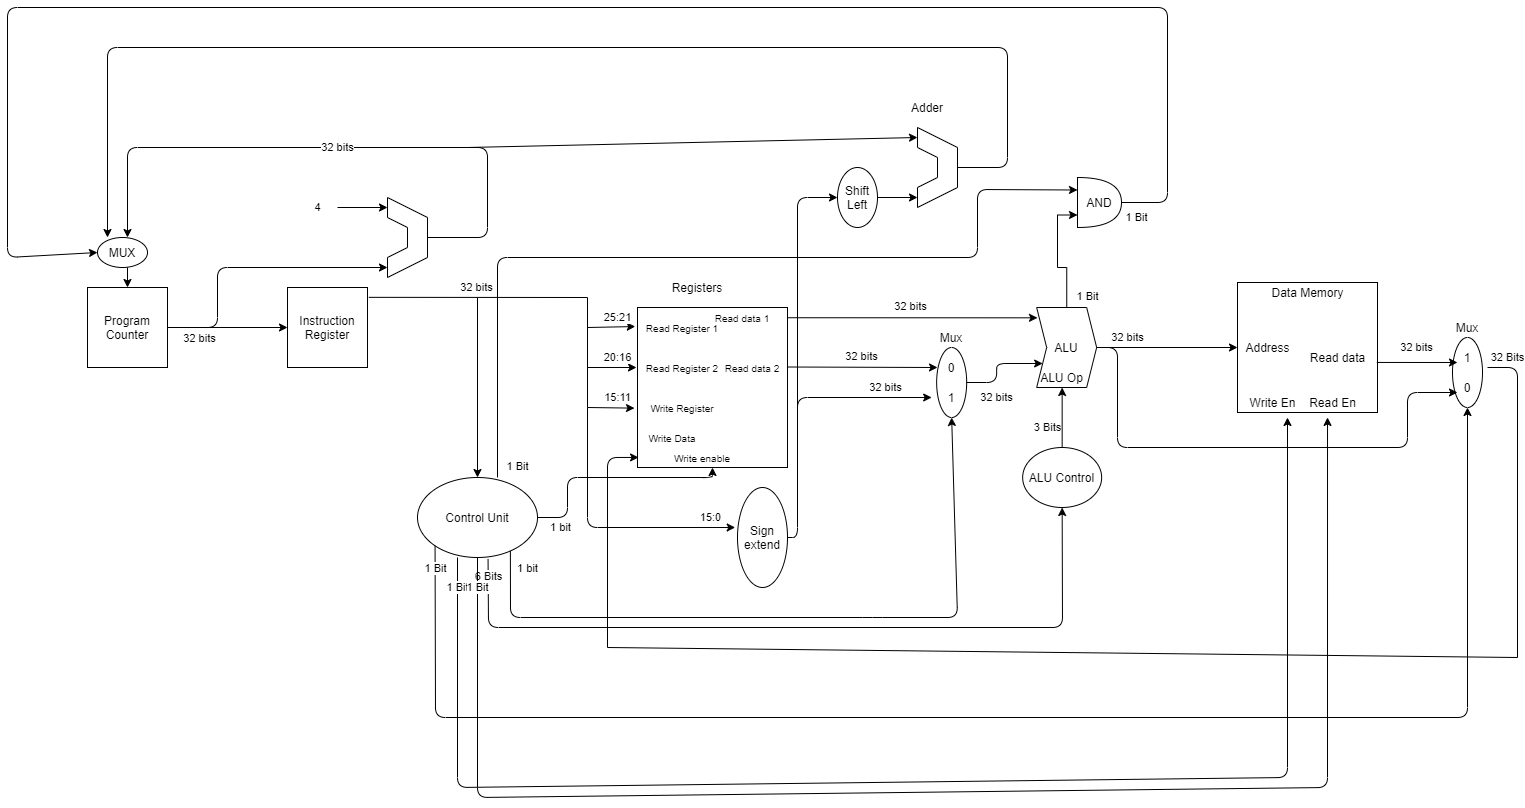 Adder
32 bits
Shift
Left
4
AND
1 Bit
MUX
32 bits
Registers
Data Memory
1 Bit
32 bits
25:21
Read data 1
Read Register 1
Program
Counter
Instruction
Register
32 bits
Mux
Mux
32 bits
ALU
32 bits
Address
32 bits
1
32 Bits
20:16
32 bits
Read data
Read Register 2
Read data 2
0
ALU Op
32 bits
0
15:11
32 bits
1
32 bits
Write En
Read En
Write Register
3 Bits
Write Data
Write enable
1 Bit
ALU Control
Control Unit
15:0
1 bit
Sign
extend
1 Bit
6 Bits
1 bit
1 Bit
1 Bit